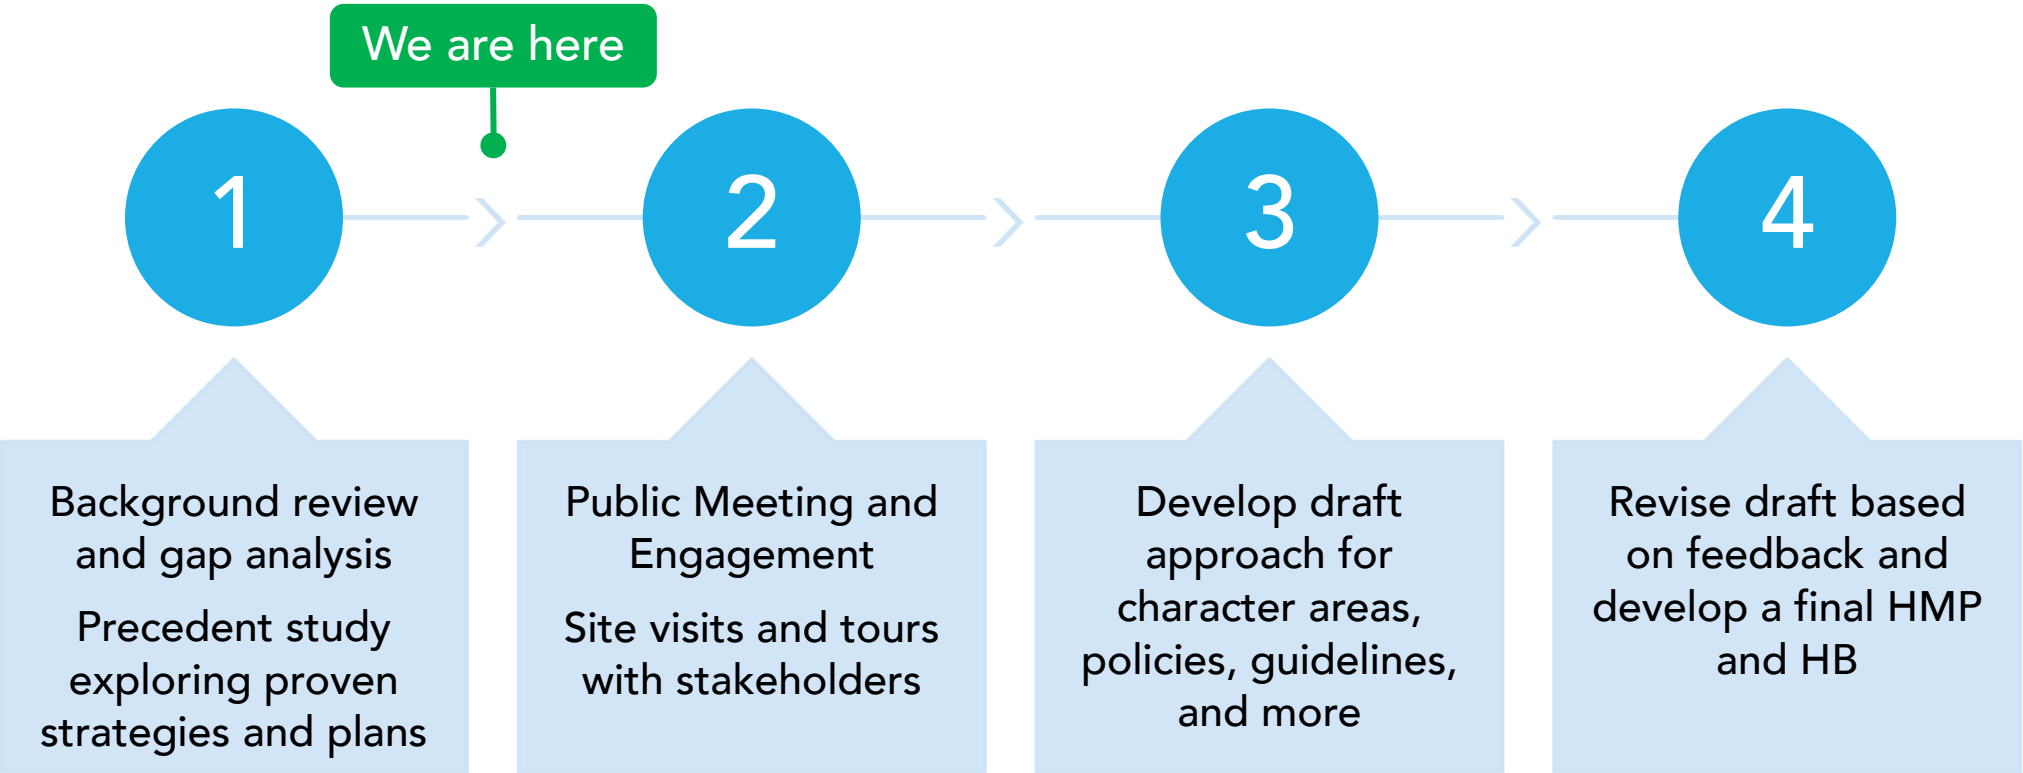 We are here
1
2
3
4
Background review
and gap analysis
Precedent study
exploring proven
strategies and plans
Public Meeting and
Engagement
Site visits and tours
with stakeholders
Develop draft
approach for
character areas,
policies, guidelines,
and more
Revise draft based
on feedback and
develop a final HMP
and HB